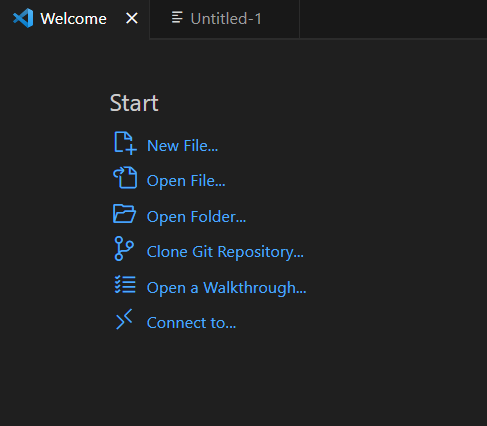 Welcome
Untitled-1
Start
New File...
Open File...
Open Folder...
Clone Git Repository...
Open a Walkthrough...
Connect to...